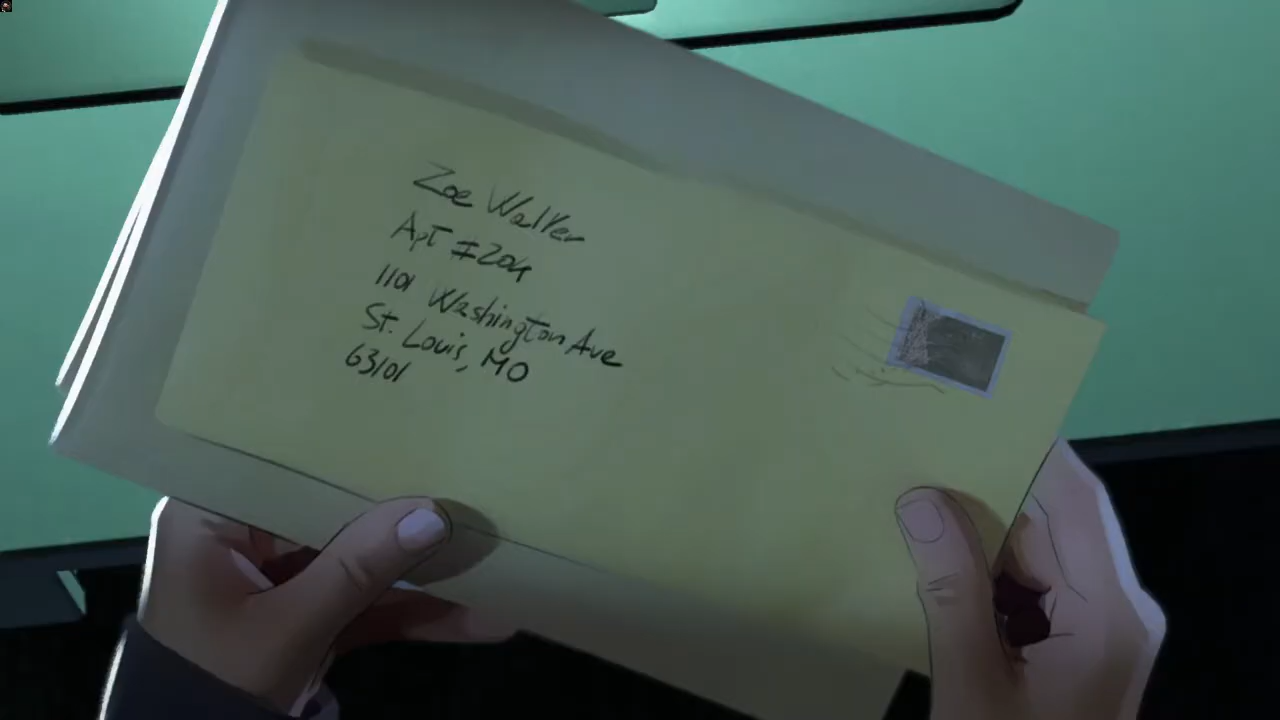 Zoe Walker
Apt #204
1101 Washington Ave
St. Louis, MO
63101